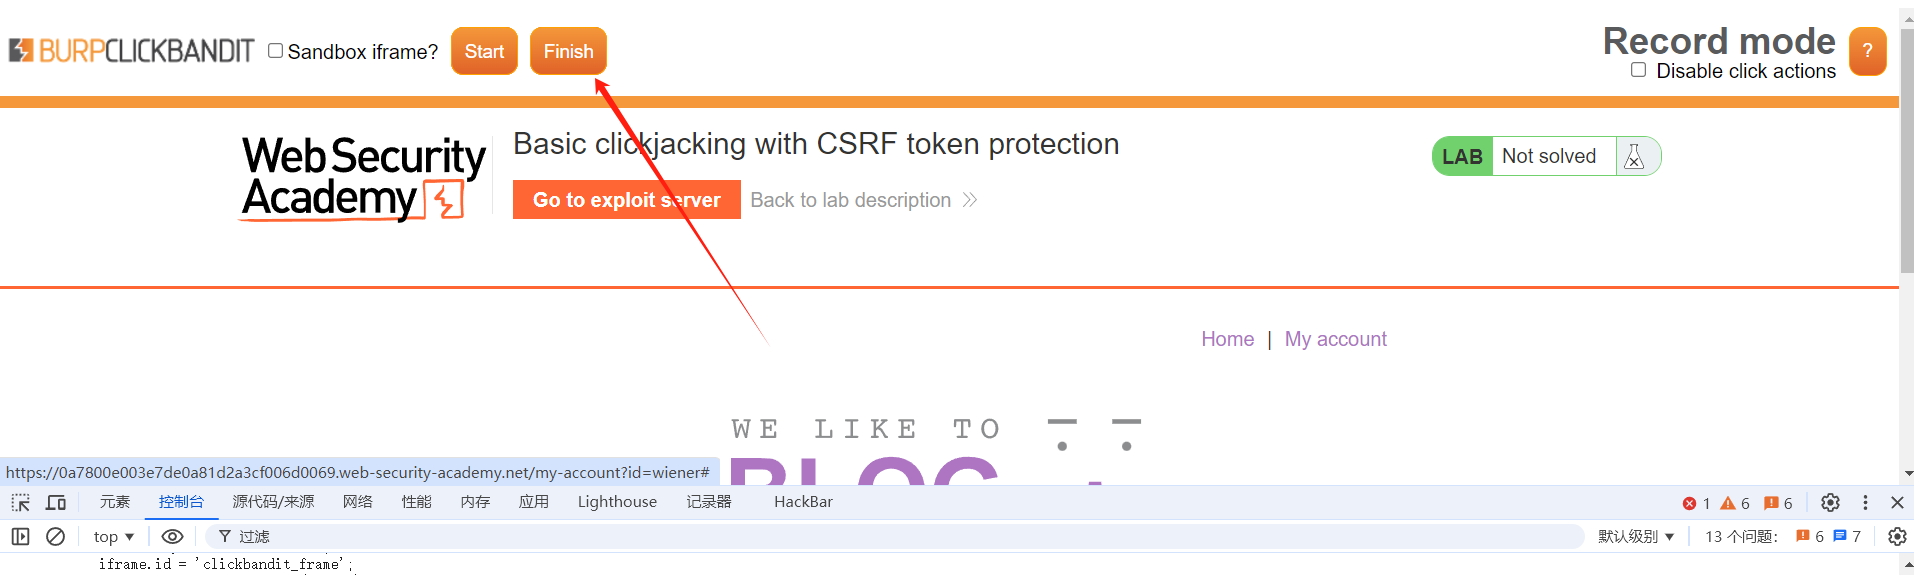 BURPCLICKBANDIT Sandbox iframe? Start Finish Record mode ?
Disable click actions
Web Security Academy
Basic clickjacking with CSRF token protection
LAB Not solved
Go to exploit server Back to lab description
Home | My account
WE LIKE TO
BLOG
https://0a7800e003e7de0a81d2a3cf006d0069.web-security-academy.net/my-account?id=wiener#
元素 控制台 源代码/来源 网络 性能 内存 应用 Lighthouse 记录器 HackBar 1 6 6
top 过滤 默认级别 13 个问题: 6 7
iframe.id = 'clickbandit_frame';